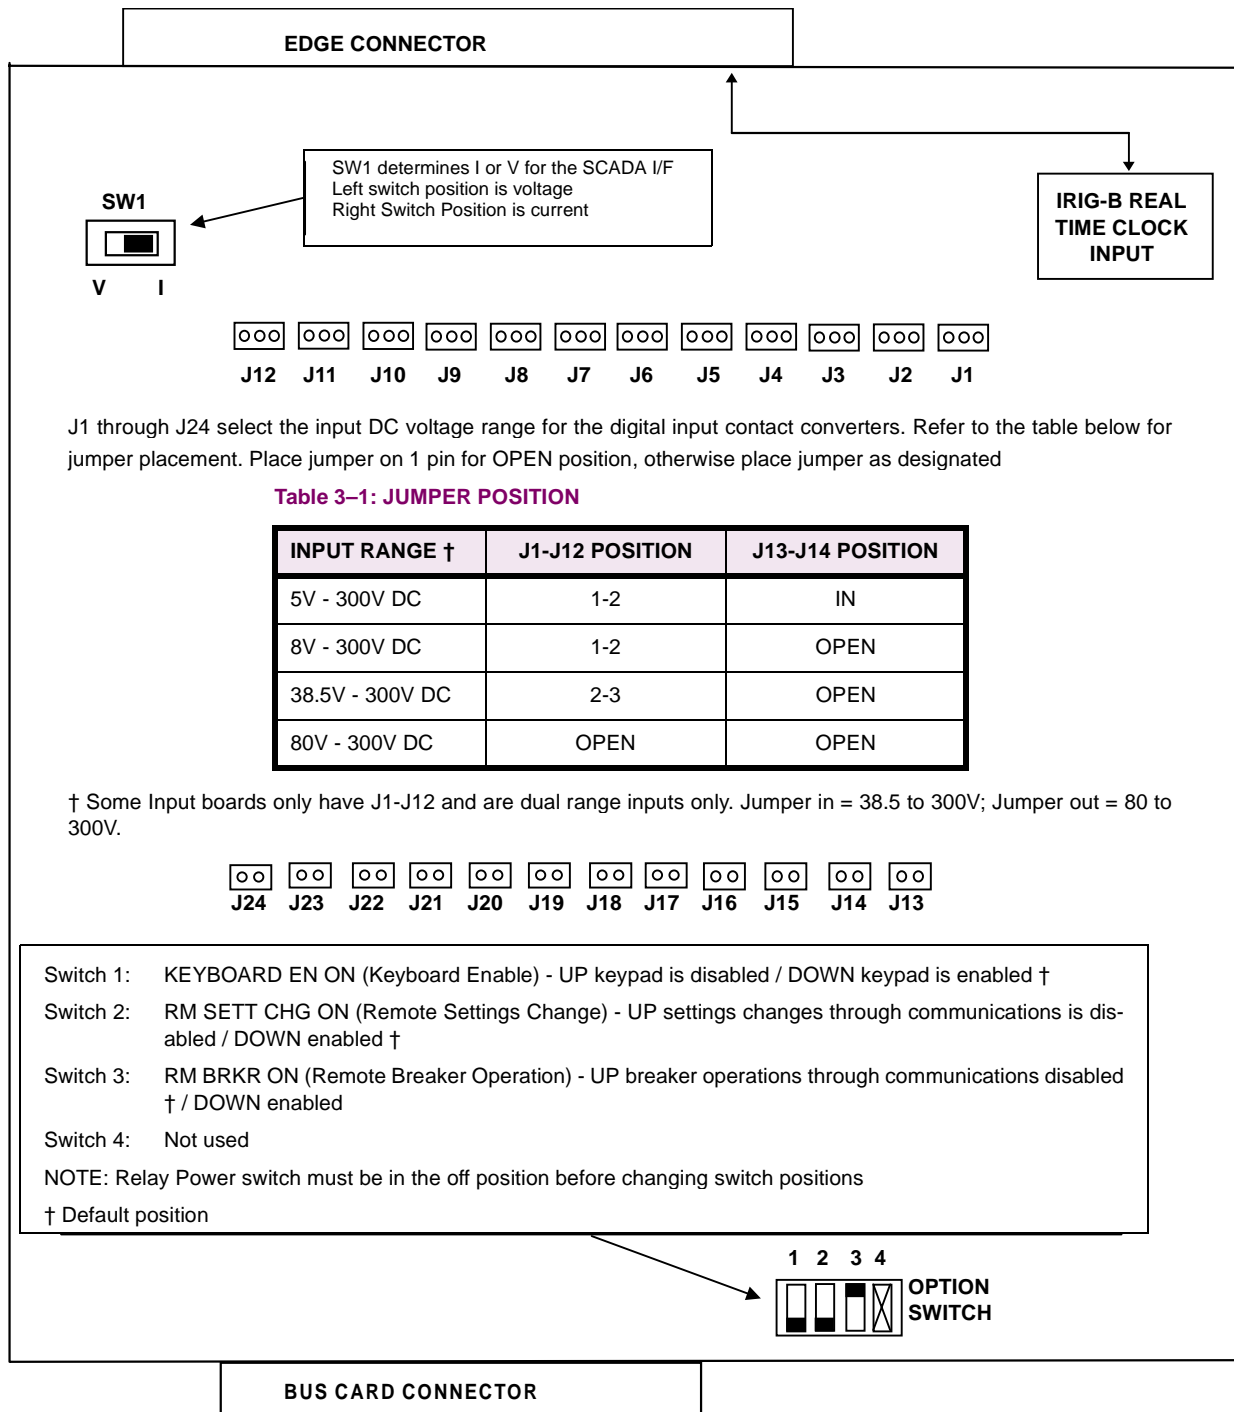 EDGE CONNECTOR
SW1 determines I or V for the SCADA I/F
Left switch position is voltage
Right Switch Position is current
SW1
V I
IRIG-B REAL
TIME CLOCK
INPUT
J12 J11 J10 J9 J8 J7 J6 J5 J4 J3 J2 J1
J1 through J24 select the input DC voltage range for the digital input contact converters. Refer to the table below for
jumper placement. Place jumper on 1 pin for OPEN position, otherwise place jumper as designated
Table 3–1: JUMPER POSITION
INPUT RANGE † J1-J12 POSITION J13-J14 POSITION
5V - 300V DC 1-2 IN
8V - 300V DC 1-2 OPEN
38.5V - 300V DC 2-3 OPEN
80V - 300V DC OPEN OPEN
† Some Input boards only have J1-J12 and are dual range inputs only. Jumper in = 38.5 to 300V; Jumper out = 80 to
300V.
J24 J23 J22 J21 J20 J19 J18 J17 J16 J15 J14 J13
Switch 1: KEYBOARD EN ON (Keyboard Enable) - UP keypad is disabled / DOWN keypad is enabled †
Switch 2: RM SETT CHG ON (Remote Settings Change) - UP settings changes through communications is dis-
abled / DOWN enabled †
Switch 3: RM BRKR ON (Remote Breaker Operation) - UP breaker operations through communications disabled
† / DOWN enabled
Switch 4: Not used
NOTE: Relay Power switch must be in the off position before changing switch positions
† Default position
1 2 3 4
OPTION
SWITCH
BUS CARD CONNECTOR